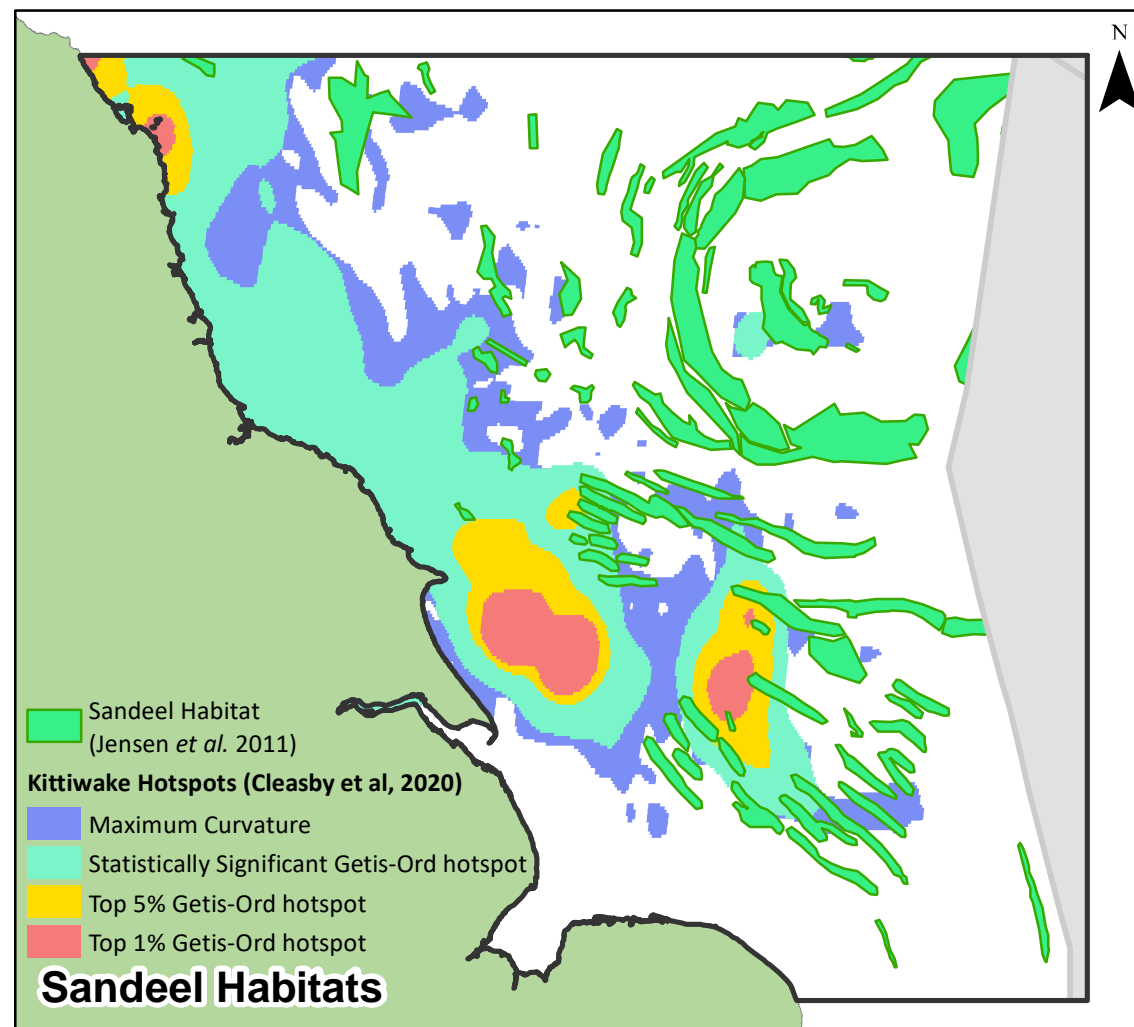 N
Sandeel Habitat
(Jensen et al. 2011)
Kittiwake Hotspots (Cleasby et al, 2020)
Maximum Curvature
Statistically Significant Getis-Ord hotspot
Top 5% Getis-Ord hotspot
Top 1% Getis-Ord hotspot
Sandeel Habitats